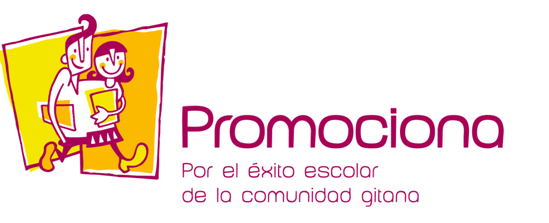 Promociona
Por el éxito escolar
de la comunidad gitana